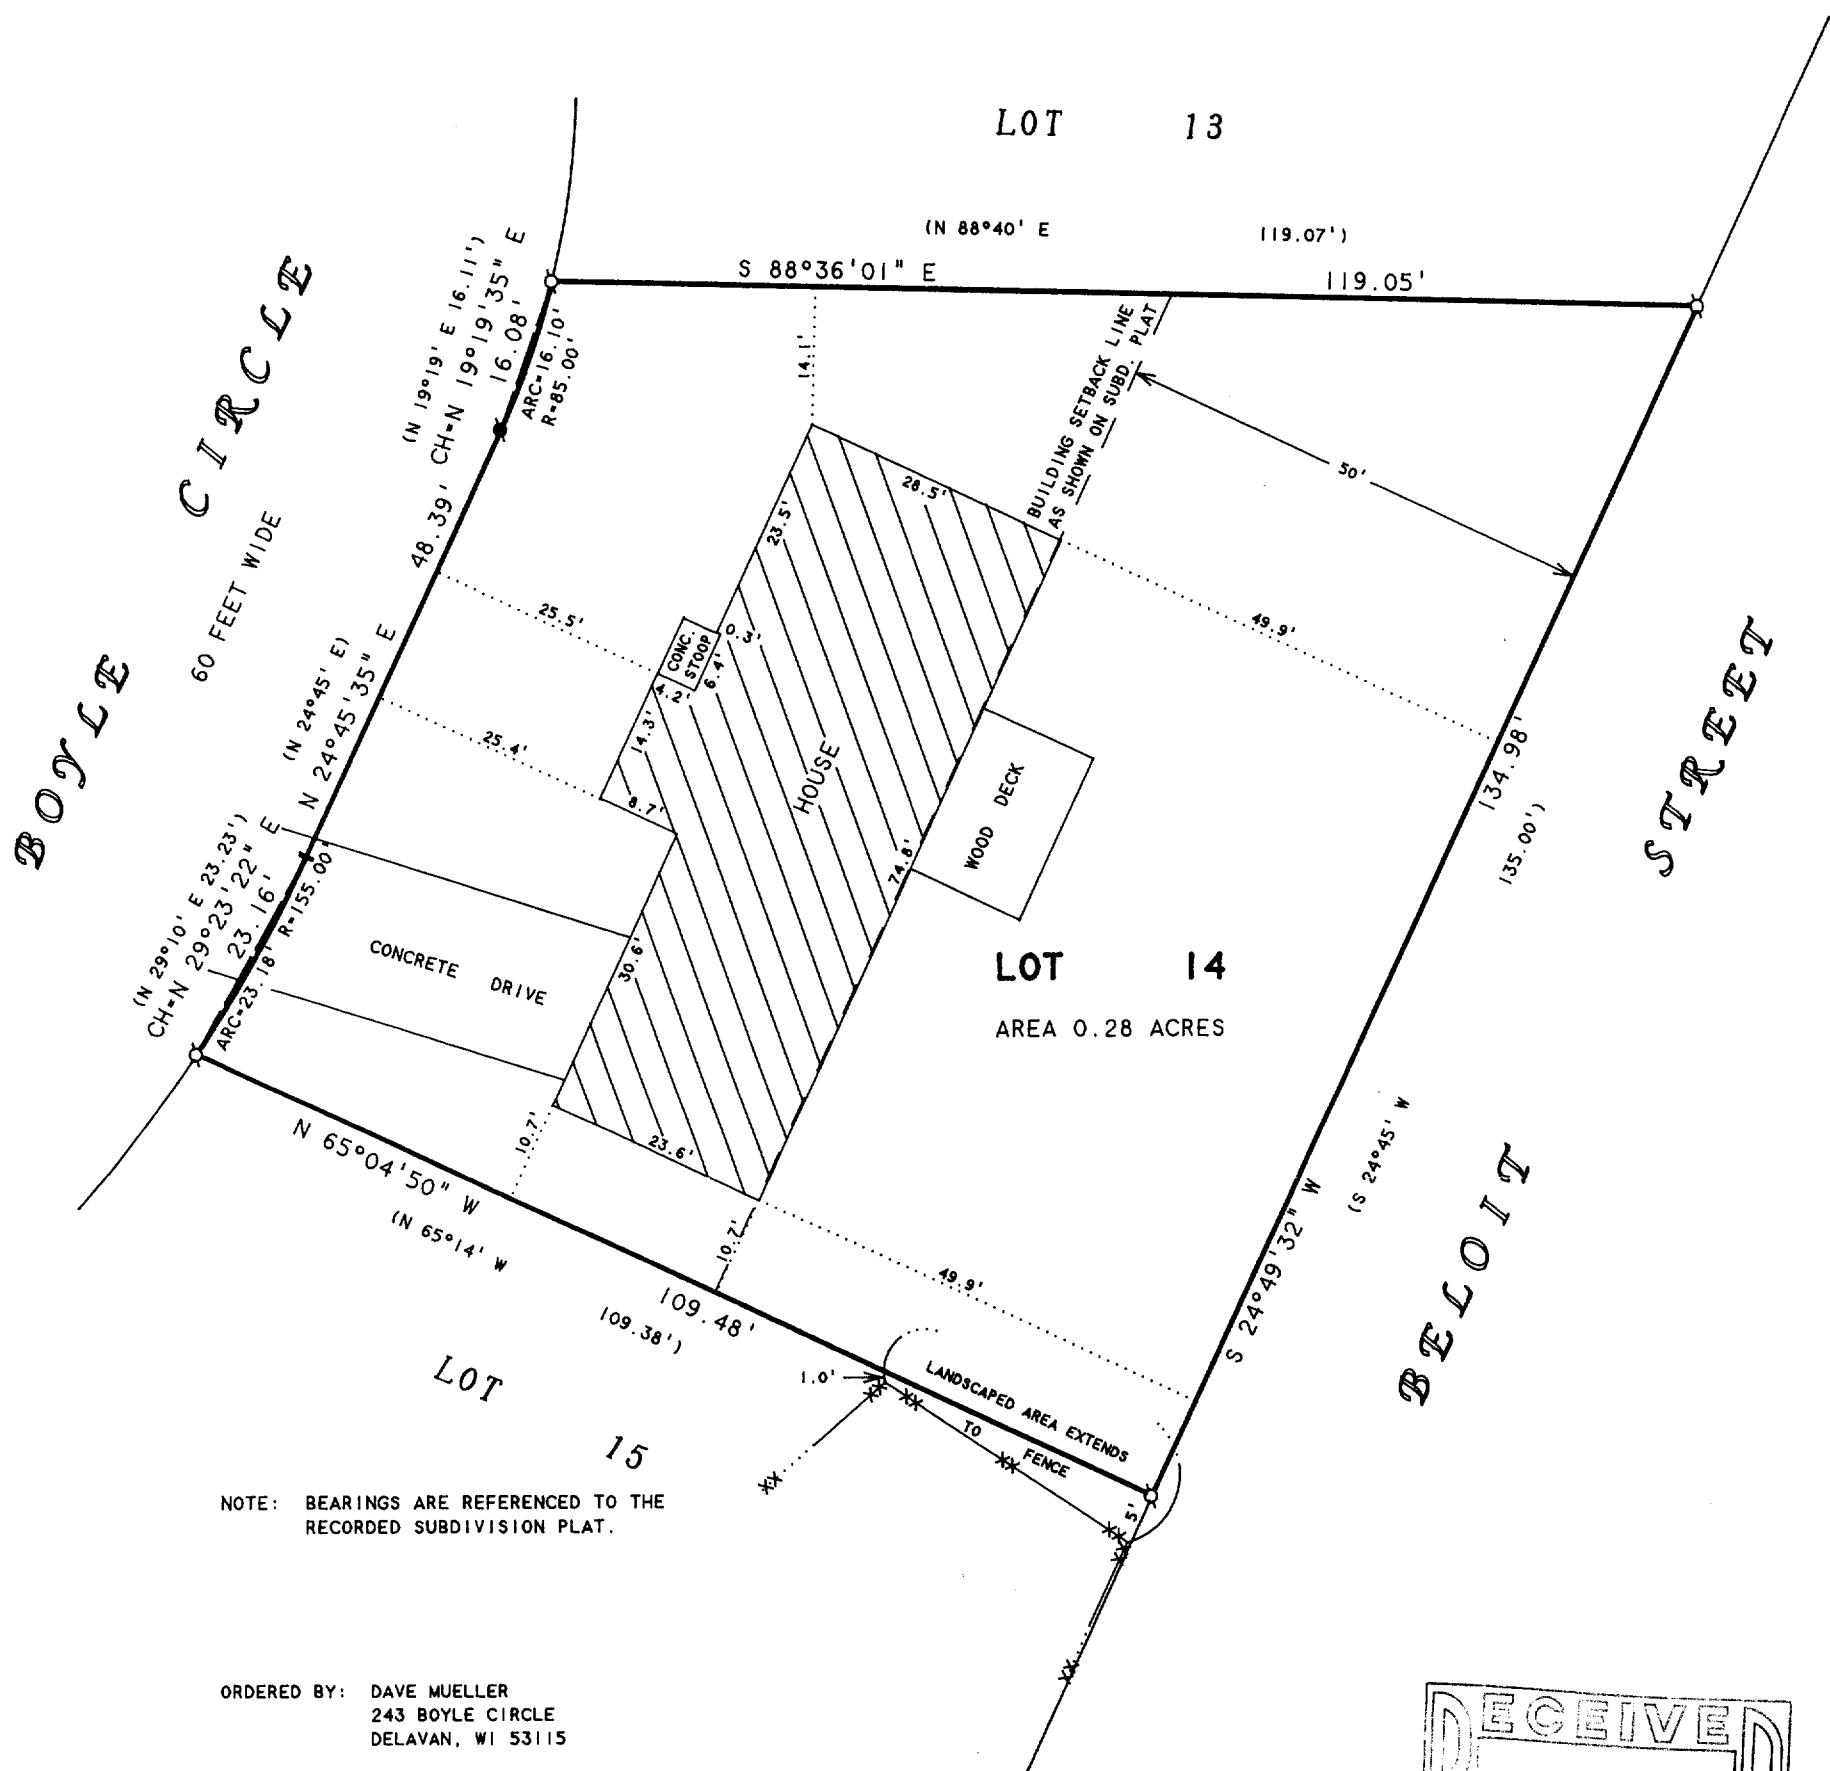 LOT 13
(N 88°40' E 119.07')
S 88°36'01" E 119.05'
BOYLE CIRCLE
60 FEET WIDE
(N 19°19' E 16.11')
CH=N 19°19'35" E
16.08'
ARC=16.10'
R=85.00'
48.39'
N 24°45'35" E
(N 24°45' E)
(N 29°10' E 23.23')
CH=N 29°23'22" E
23.16'
ARC=23.18'
R=155.00'
14.1'
BUILDING SETBACK LINE
AS SHOWN ON SUBD. PLAT
50'
28.5'
23.5'
25.5'
CONC.
STOOP
0.3'
6.4'
4.2'
14.3'
25.4'
8.7'
HOUSE
49.9'
WOOD DECK
74.8'
30.6'
CONCRETE DRIVE
LOT 14
AREA 0.28 ACRES
134.98'
135.00')
S 24°49'32" W
(S 24°45' W
BELOIT STREET
10.7'
23.6'
10.7'
49.9'
N 65°04'50" W
109.48'
(N 65°14' W
109.38')
1.0'
LANDSCAPED AREA EXTENDS
TO FENCE
5'
LOT 15
NOTE: BEARINGS ARE REFERENCED TO THE
RECORDED SUBDIVISION PLAT.
ORDERED BY: DAVE MUELLER
243 BOYLE CIRCLE
DELAVAN, WI 53115
DECEIVED